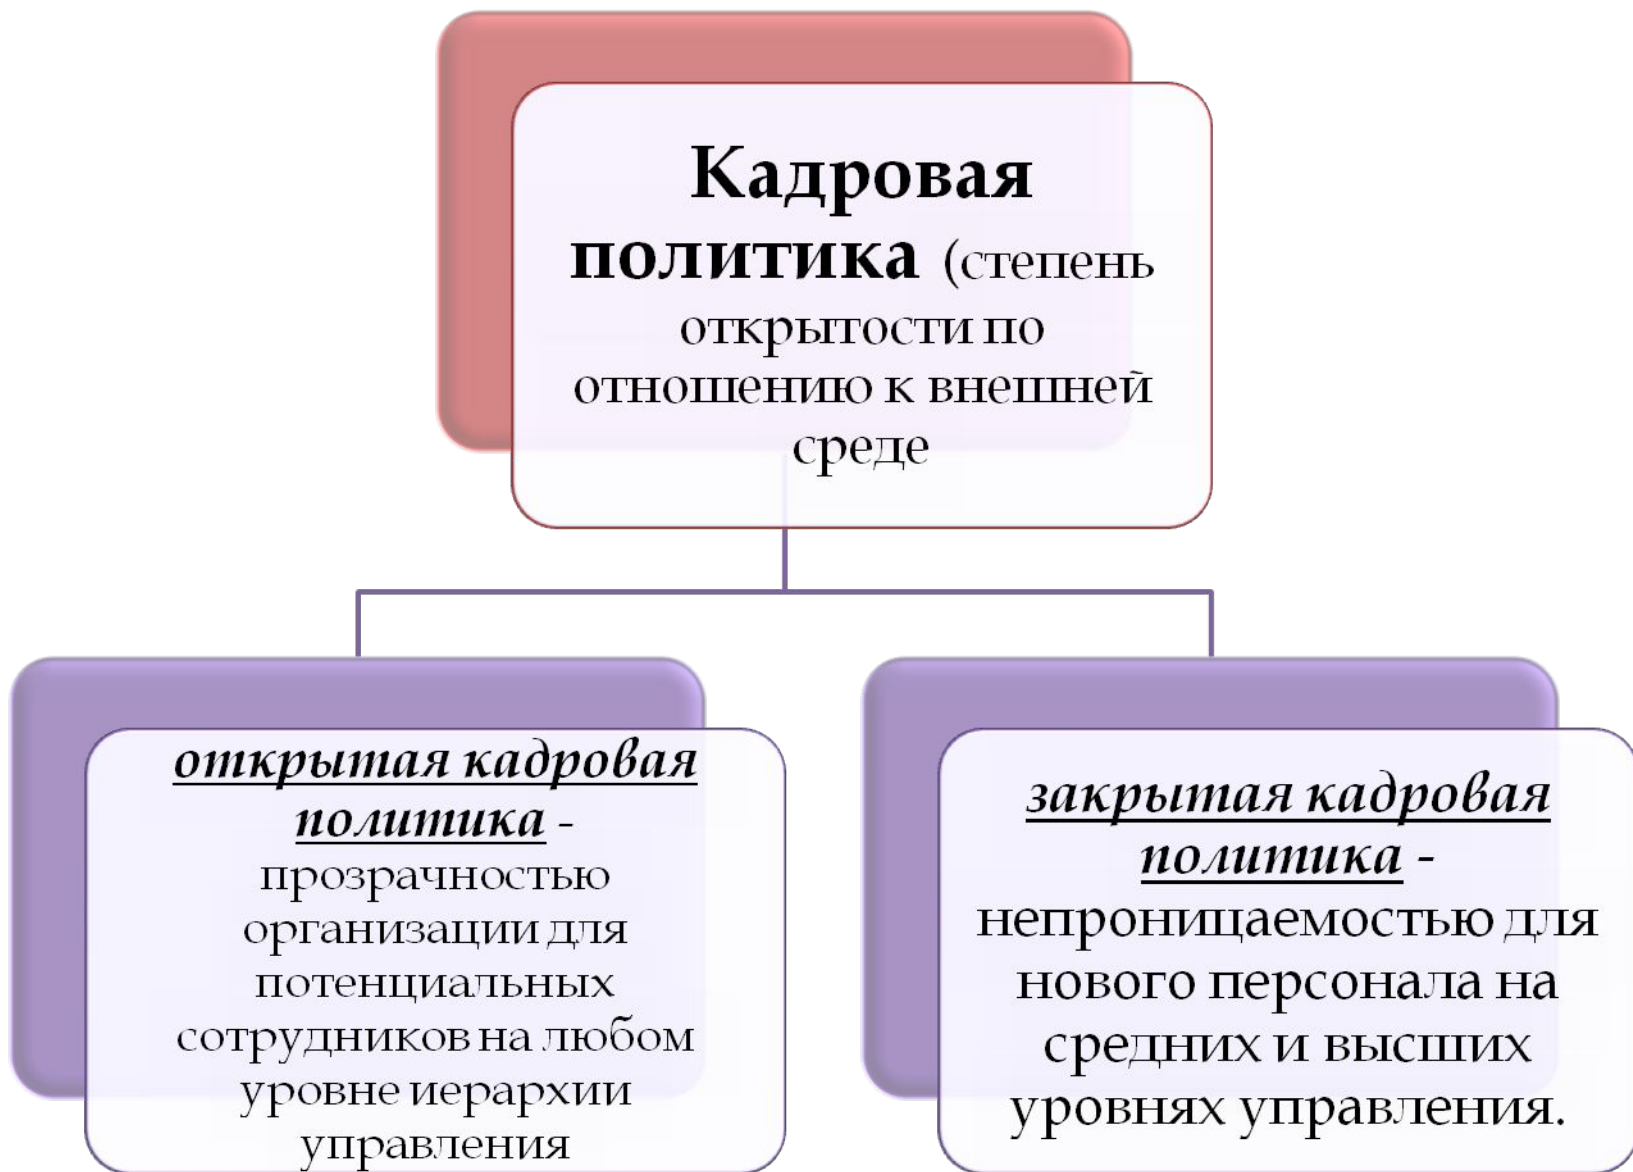 Кадровая
политика (степень
открытости по
отношению к внешней
среде
открытая кадровая
политика -
прозрачностью
организации для
потенциальных
сотрудников на любом
уровне иерархии
управления
закрытая кадровая
политика -
непроницаемостью для
нового персонала на
средних и высших
уровнях управления.